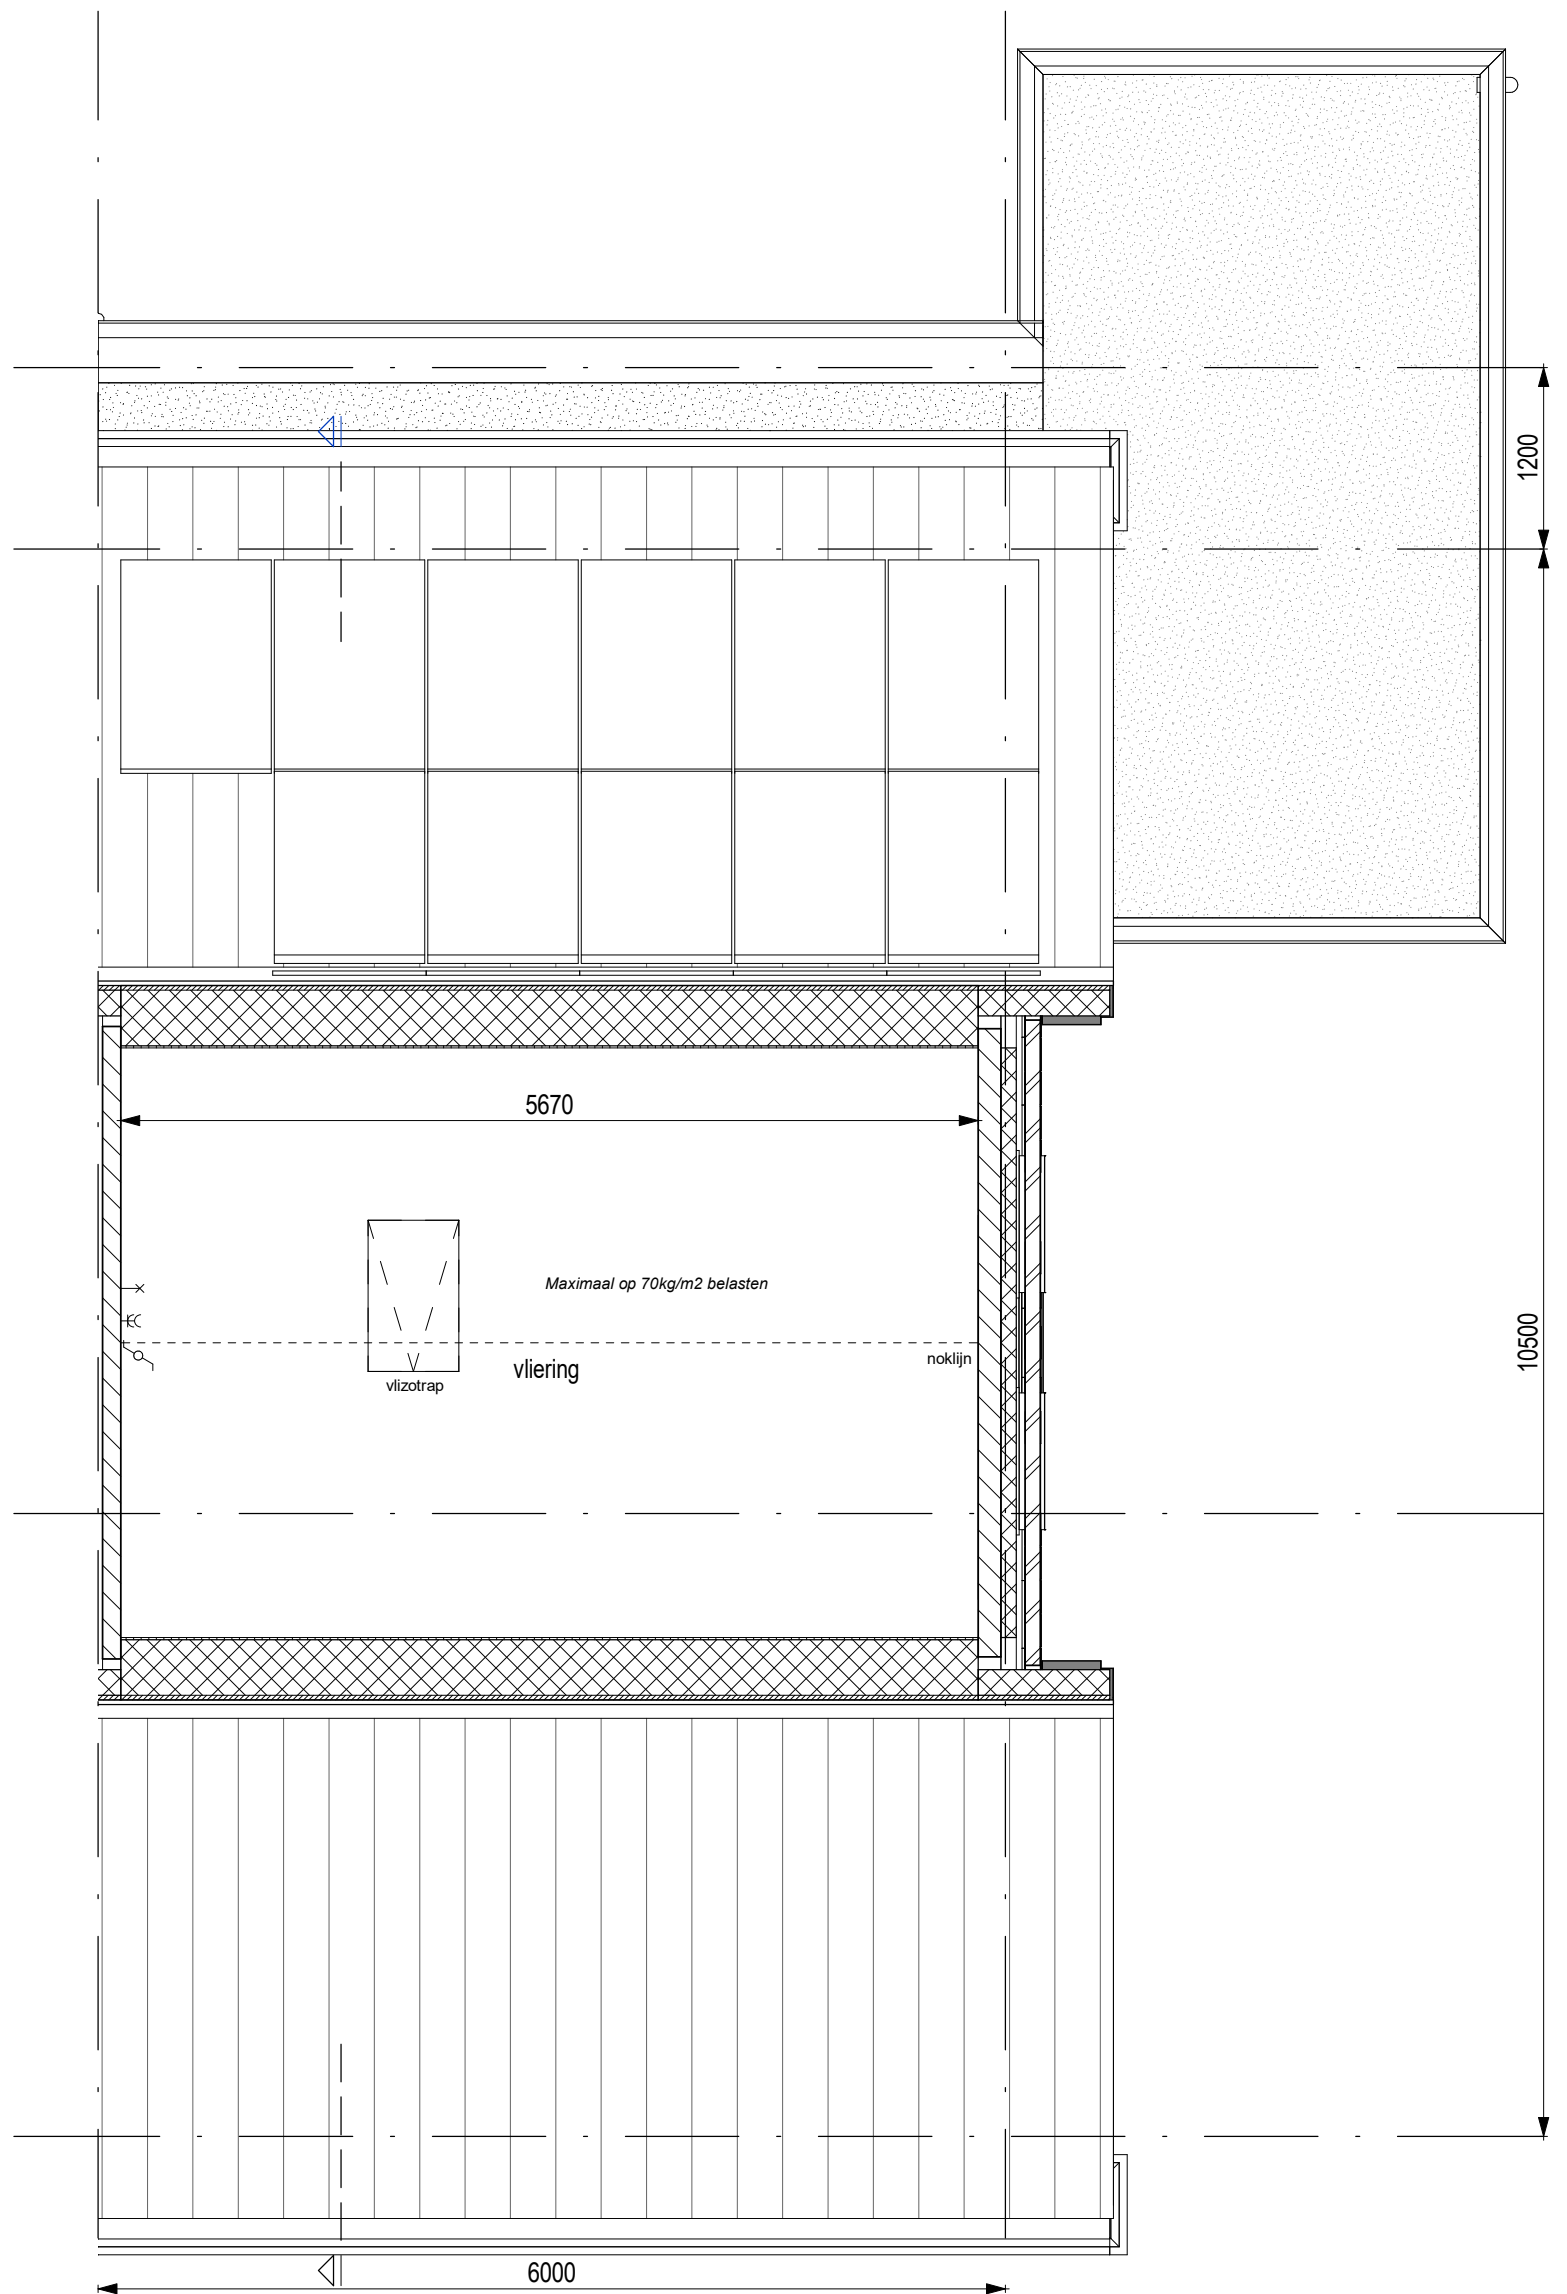 1200
5670
Maximaal op 70kg/m2 belasten
10500
noklijn
vliering
vlizotrap
6000